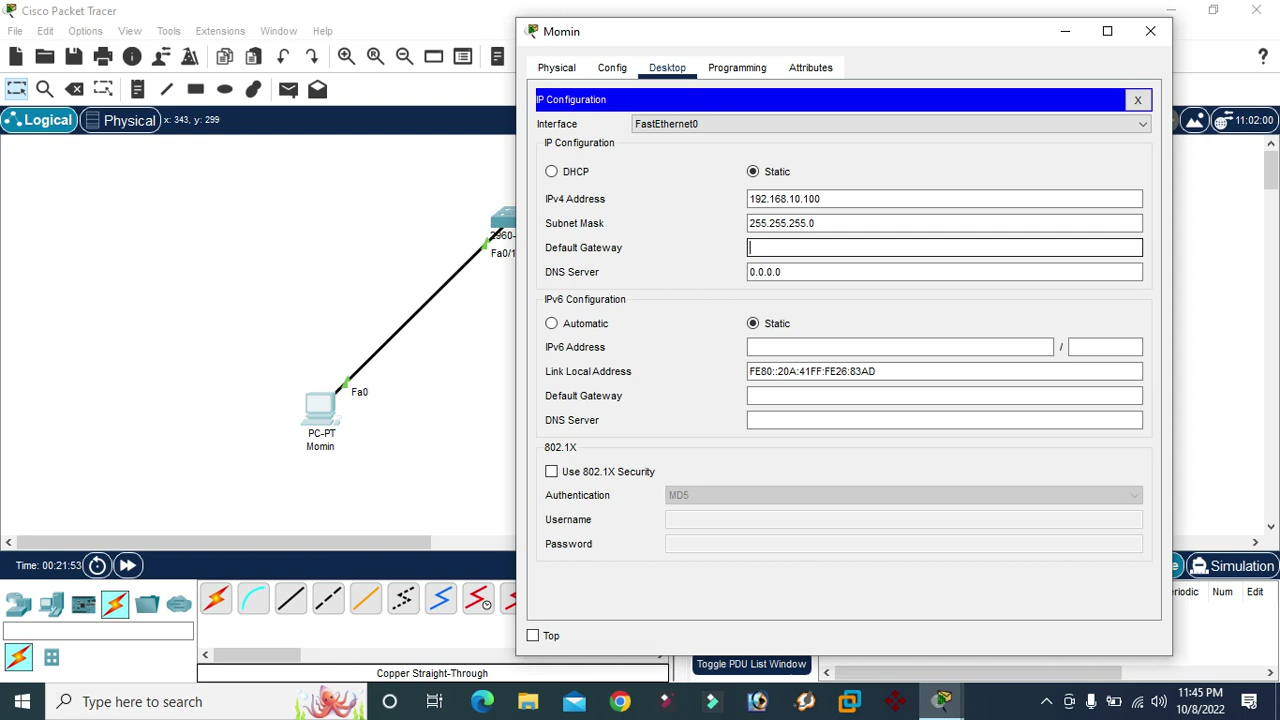 Cisco Packet Tracer
File Edit Options View Tools Extensions Window Help
Logical Physical x: 343, y: 299
11:02:00
2960-
Fa0/1
Fa0
PC-PT
Momin
Momin
Physical Config Desktop Programming Attributes
IP Configuration X
Interface FastEthernet0
IP Configuration
DHCP Static
IPv4 Address 192.168.10.100
Subnet Mask 255.255.255.0
Default Gateway
DNS Server 0.0.0.0
IPv6 Configuration
Automatic Static
IPv6 Address /
Link Local Address FE80::20A:41FF:FE26:83AD
Default Gateway
DNS Server
802.1X
Use 802.1X Security
Authentication MD5
Username
Password
Top
Time: 00:21:53
e Simulation
eriodic Num Edit
Copper Straight-Through
Toggle PDU List Window
Type here to search
11:45 PM
10/8/2022